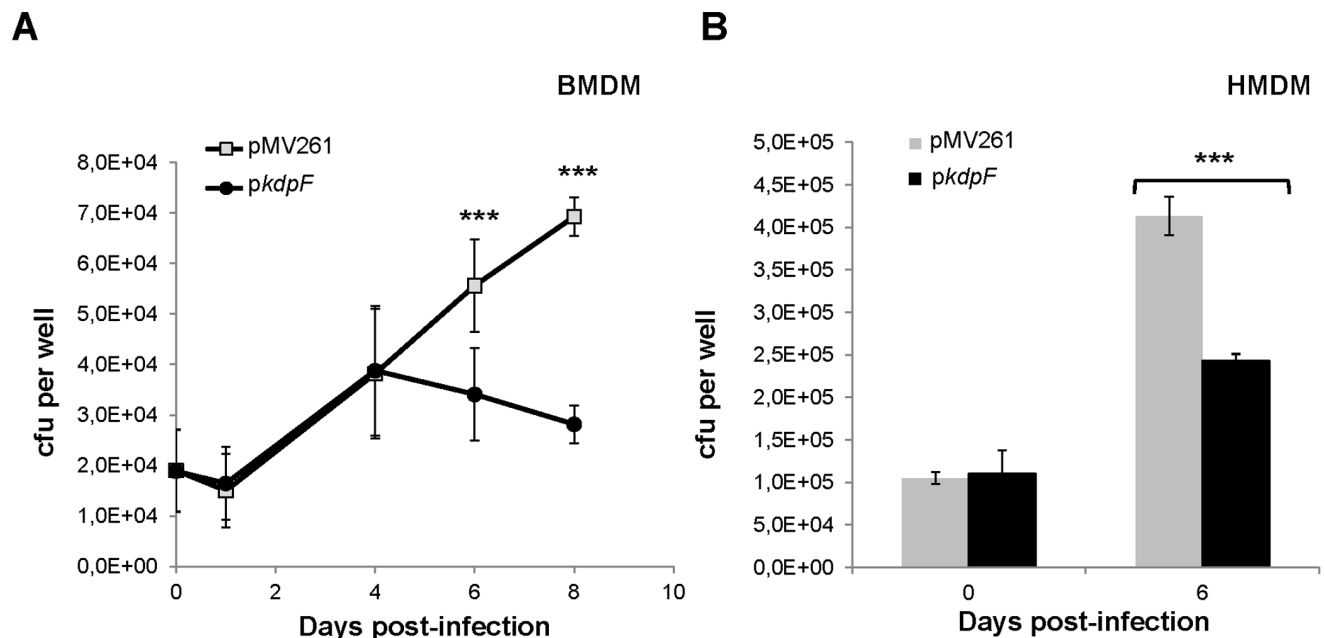 A
BMDM
pMV261
pkdpF
8,0E+04
7,0E+04
6,0E+04
5,0E+04
4,0E+04
3,0E+04
2,0E+04
1,0E+04
0,0E+00
***
***
cfu per well
0 2 4 6 8 10
Days post-infection
B
HMDM
pMV261
pkdpF
5,0E+05
4,5E+05
4,0E+05
3,5E+05
3,0E+05
2,5E+05
2,0E+05
1,5E+05
1,0E+05
5,0E+04
0,0E+00
***
cfu per well
0 6
Days post-infection